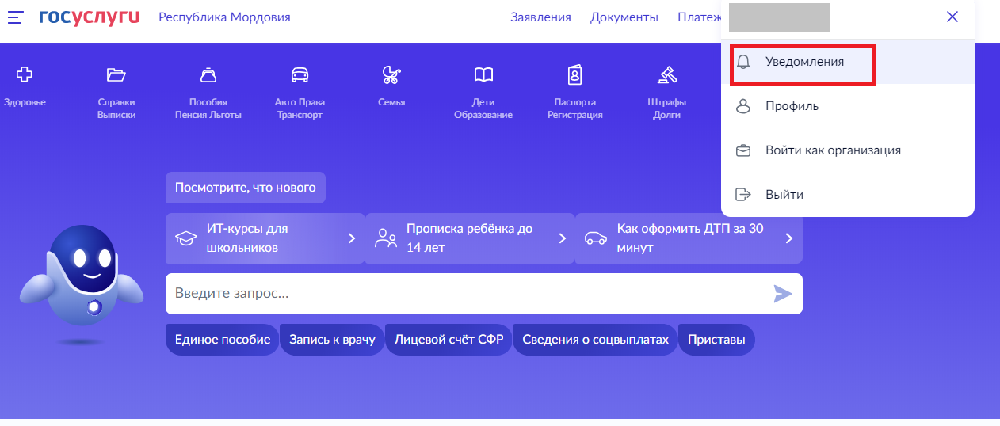 госуслуги Республика Мордовия Заявления Документы Платеж
Уведомления
Профиль
Войти как организация
Выйти
Здоровье
Справки
Выписки
Пособия
Пенсия Льготы
Авто Права
Транспорт
Семья
Дети
Образование
Паспорта
Регистрация
Штрафы
Долги
Посмотрите, что нового
ИТ-курсы для
школьников
Прописка ребёнка до
14 лет
Как оформить ДТП за 30
минут
Введите запрос...
Единое пособие
Запись к врачу
Лицевой счёт СФР
Сведения о соцвыплатах
Приставы